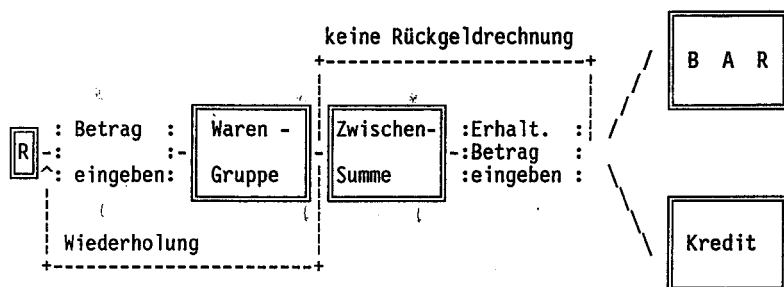 keine Rückgeldrechnung
B A R
R
: Betrag :
: eingeben:
Waren -
Gruppe
Zwischen-
Summe
:Erhalt. :
:Betrag :
:eingeben :
Wiederholung
Kredit